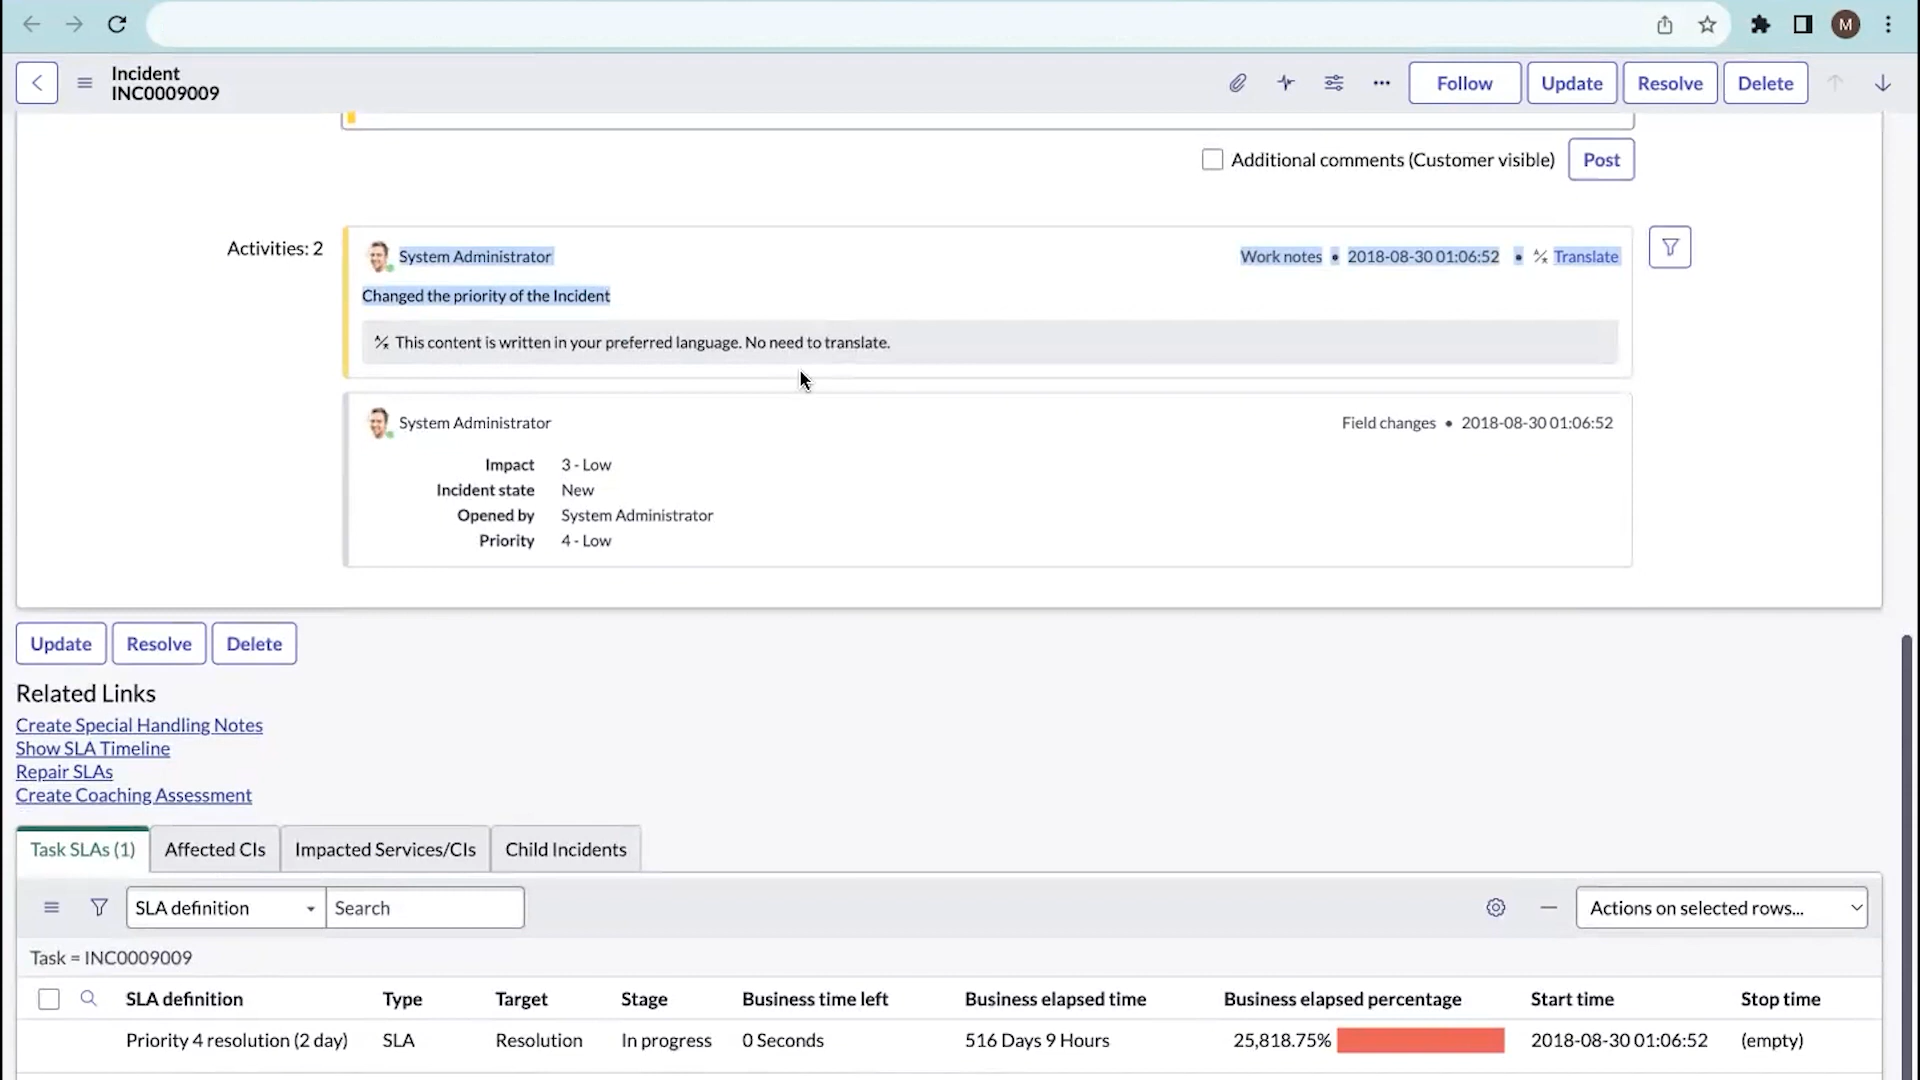 M
Incident
INC0009009
Follow
Update
Resolve
Delete
Additional comments (Customer visible)
Post
Activities: 2
System Administrator
Work notes • 2018-08-30 01:06:52 • Translate
Changed the priority of the Incident
This content is written in your preferred language. No need to translate.
System Administrator
Field changes • 2018-08-30 01:06:52
Impact 3 - Low
Incident state New
Opened by System Administrator
Priority 4 - Low
Update Resolve Delete
Related Links
Create Special Handling Notes
Show SLA Timeline
Repair SLAs
Create Coaching Assessment
Task SLAs (1) Affected CIs Impacted Services/CIs Child Incidents
SLA definition Search Actions on selected rows...
Task = INC0009009
SLA definition Type Target Stage Business time left Business elapsed time Business elapsed percentage Start time Stop time
Priority 4 resolution (2 day) SLA Resolution In progress 0 Seconds 516 Days 9 Hours 25,818.75% 2018-08-30 01:06:52 (empty)